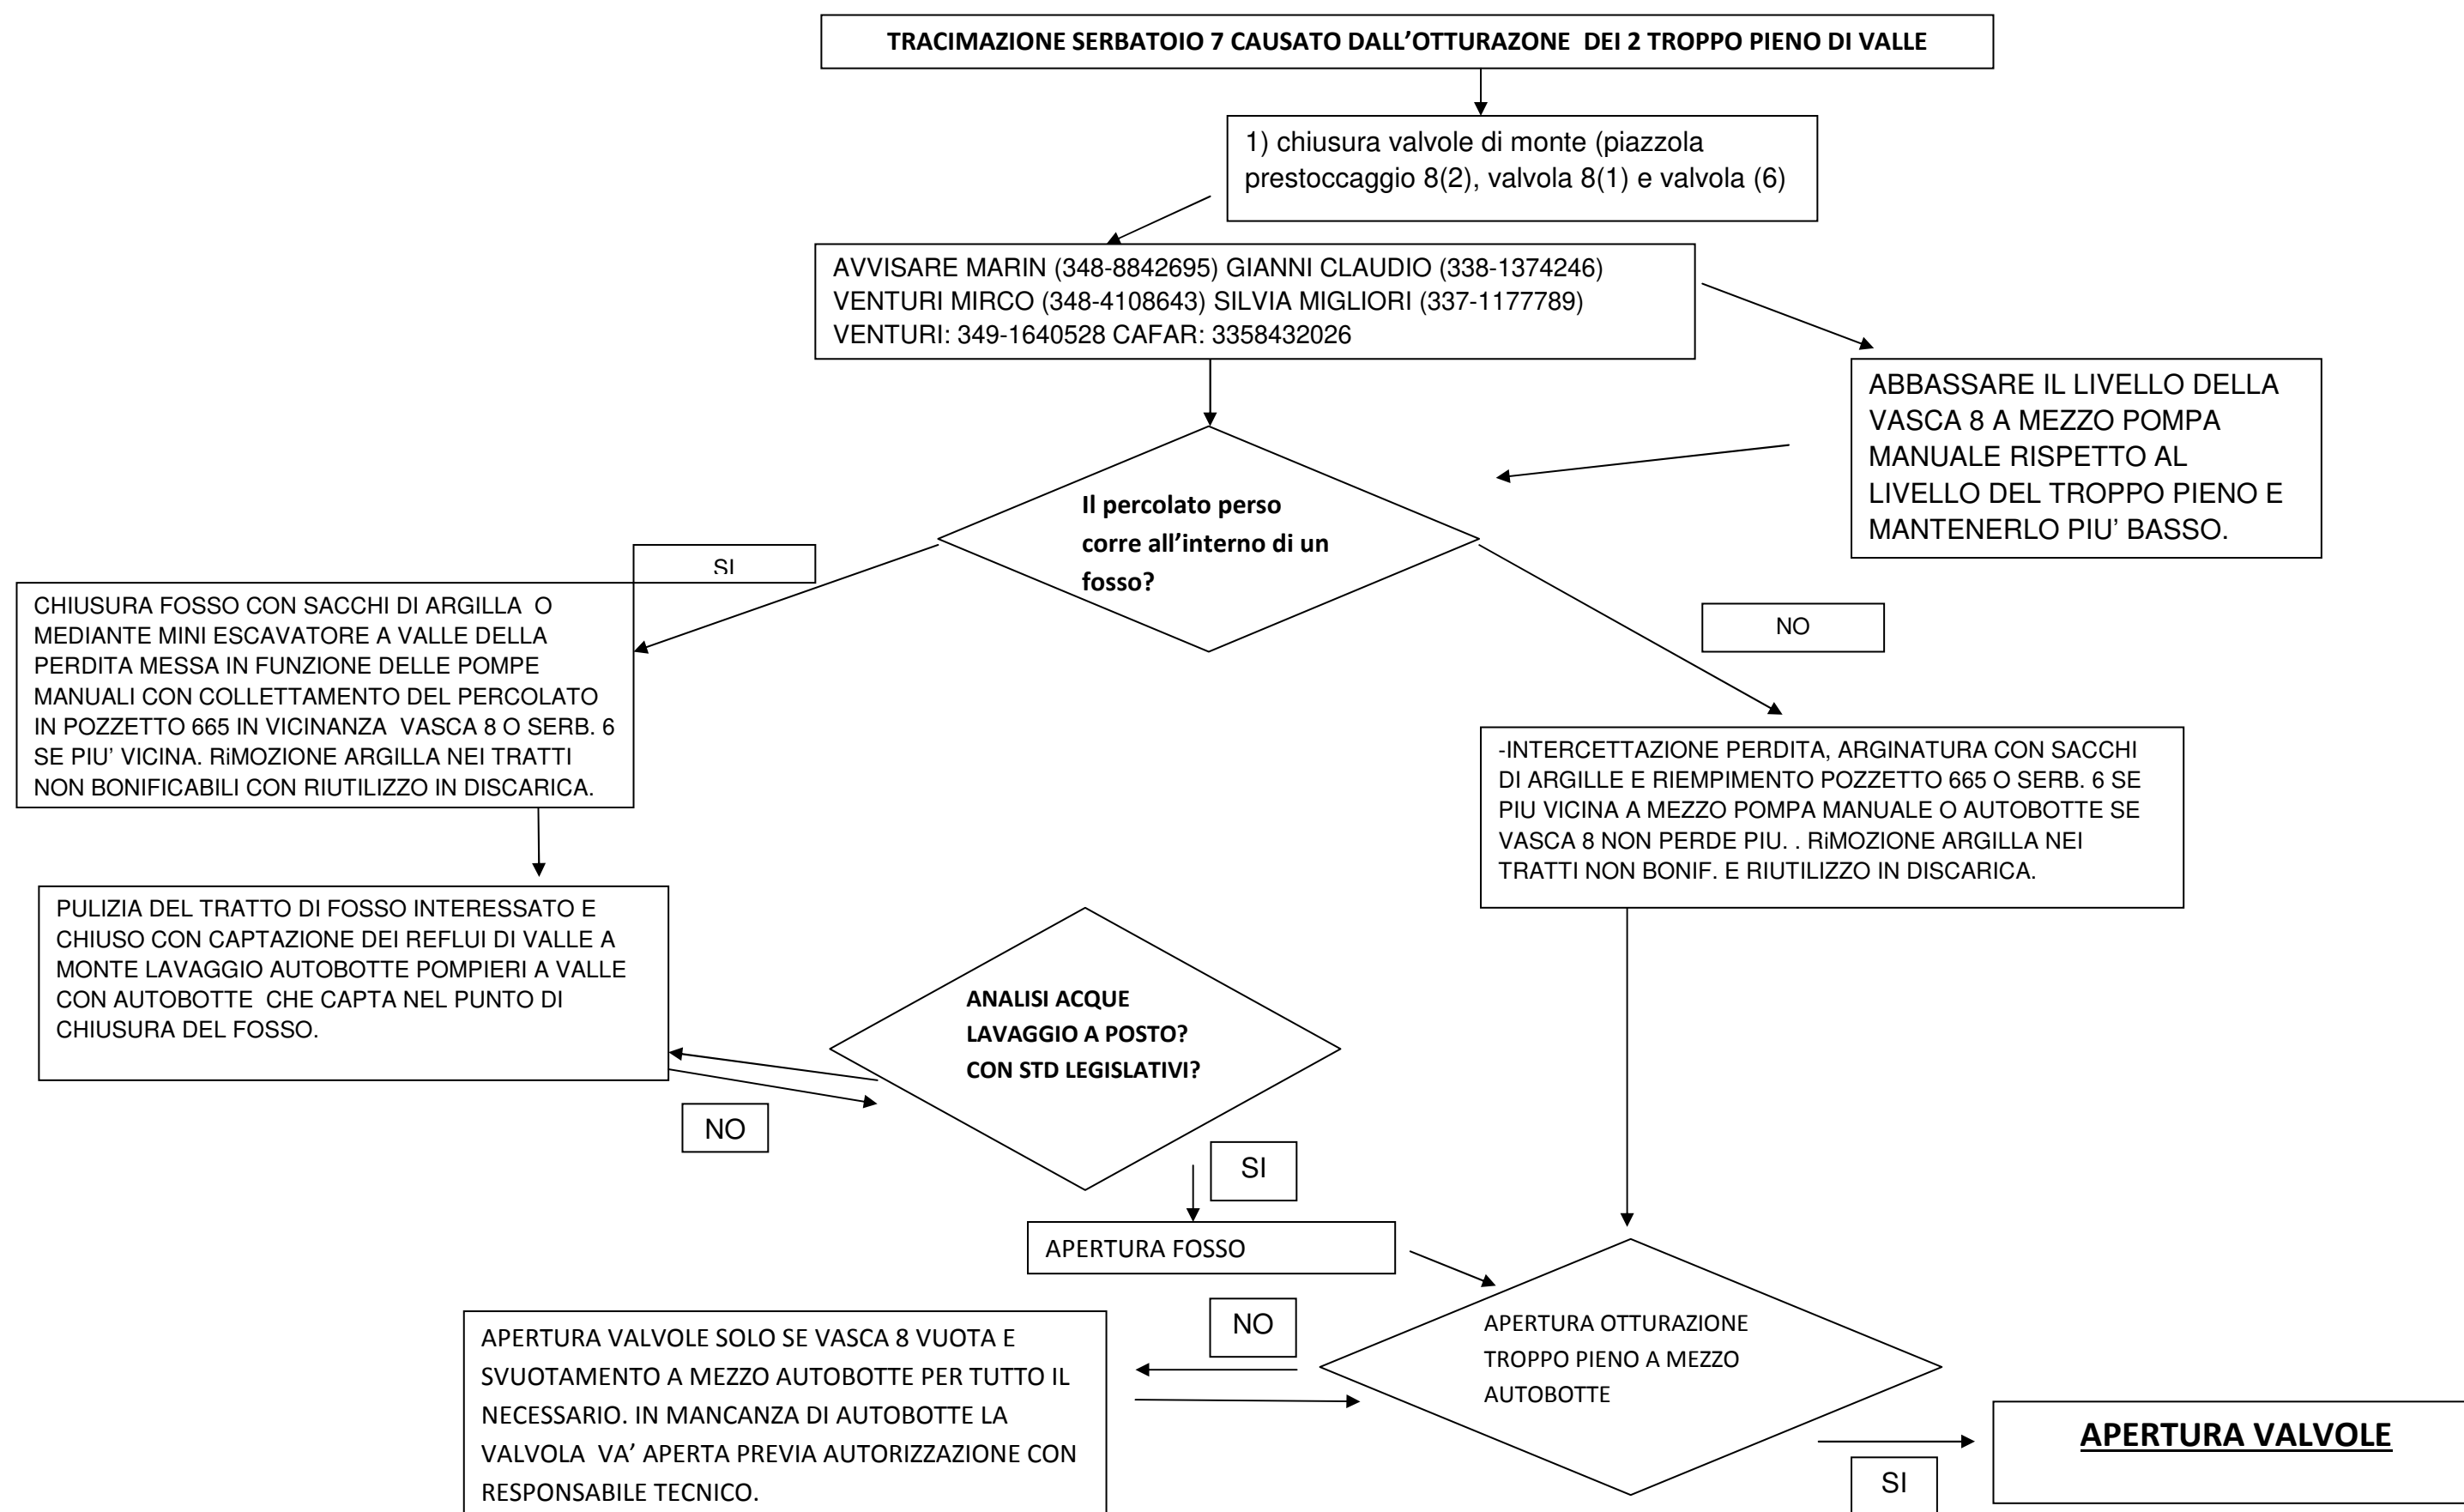 TRACIMAZIONE SERBATOIO 7 CAUSATO DALL’OTTURAZONE DEI 2 TROPPO PIENO DI VALLE
1) chiusura valvole di monte (piazzola
prestoccaggio 8(2), valvola 8(1) e valvola (6)
AVVISARE MARIN (348-8842695) GIANNI CLAUDIO (338-1374246)
VENTURI MIRCO (348-4108643) SILVIA MIGLIORI (337-1177789)
VENTURI: 349-1640528 CAFAR: 3358432026
ABBASSARE IL LIVELLO DELLA
VASCA 8 A MEZZO POMPA
MANUALE RISPETTO AL
LIVELLO DEL TROPPO PIENO E
MANTENERLO PIU’ BASSO.
Il percolato perso
corre all’interno di un
fosso?
SI
NO
CHIUSURA FOSSO CON SACCHI DI ARGILLA O
MEDIANTE MINI ESCAVATORE A VALLE DELLA
PERDITA MESSA IN FUNZIONE DELLE POMPE
MANUALI CON COLLETTAMENTO DEL PERCOLATO
IN POZZETTO 665 IN VICINANZA VASCA 8 O SERB. 6
SE PIU’ VICINA. RiMOZIONE ARGILLA NEI TRATTI
NON BONIFICABILI CON RIUTILIZZO IN DISCARICA.
-INTERCETTAZIONE PERDITA, ARGINATURA CON SACCHI
DI ARGILLE E RIEMPIMENTO POZZETTO 665 O SERB. 6 SE
PIU VICINA A MEZZO POMPA MANUALE O AUTOBOTTE SE
VASCA 8 NON PERDE PIU. . RiMOZIONE ARGILLA NEI
TRATTI NON BONIF. E RIUTILIZZO IN DISCARICA.
PULIZIA DEL TRATTO DI FOSSO INTERESSATO E
CHIUSO CON CAPTAZIONE DEI REFLUI DI VALLE A
MONTE LAVAGGIO AUTOBOTTE POMPIERI A VALLE
CON AUTOBOTTE CHE CAPTA NEL PUNTO DI
CHIUSURA DEL FOSSO.
ANALISI ACQUE
LAVAGGIO A POSTO?
CON STD LEGISLATIVI?
NO
SI
APERTURA FOSSO
NO
APERTURA OTTURAZIONE
TROPPO PIENO A MEZZO
AUTOBOTTE
APERTURA VALVOLE SOLO SE VASCA 8 VUOTA E
SVUOTAMENTO A MEZZO AUTOBOTTE PER TUTTO IL
NECESSARIO. IN MANCANZA DI AUTOBOTTE LA
VALVOLA VA’ APERTA PREVIA AUTORIZZAZIONE CON
RESPONSABILE TECNICO.
APERTURA VALVOLE
SI